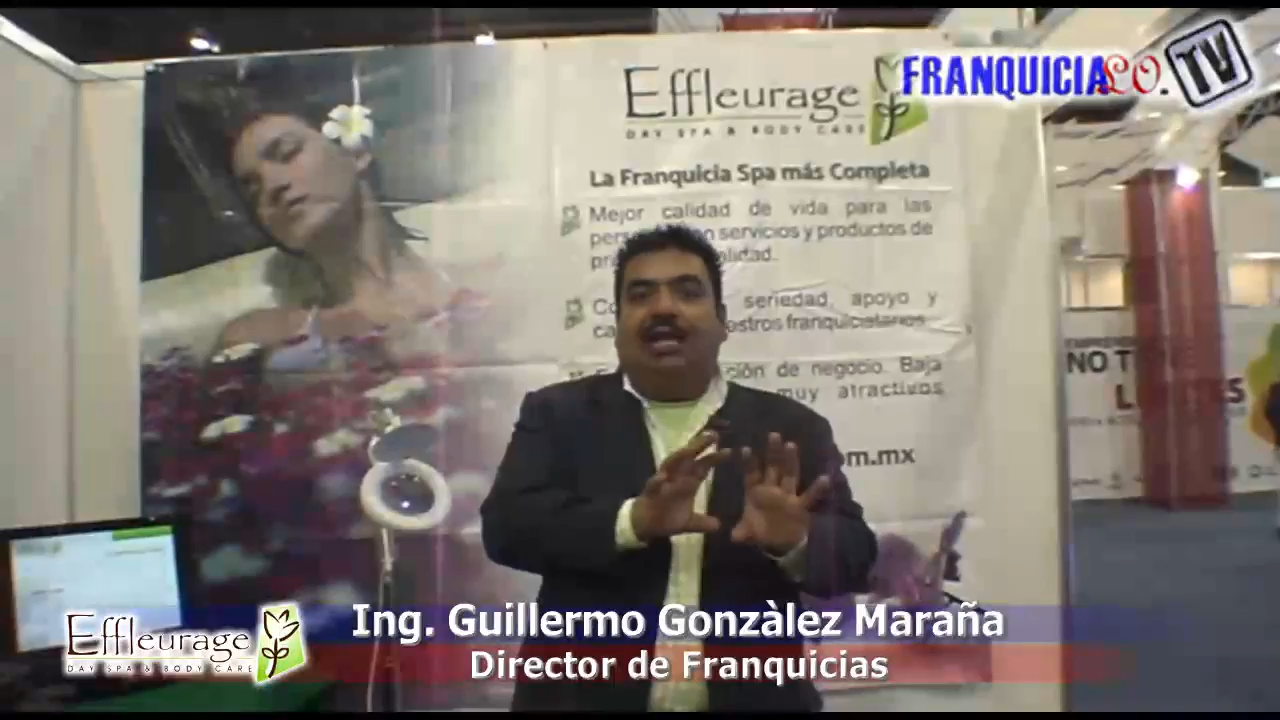 FRANQUICIALO.TV
Effleurage
DAY SPA & BODY CARE
La Franquicia Spa más Completa
Mejor calidad de vida para las
servicios y productos de
seriedad, apoyo y
franquiciatarios
de negocio. Baja
muy atractivos
om.mx
NO T
L
Effleurage
DAY SPA & BODY CARE
Ing. Guillermo Gonzàlez Maraña
Director de Franquicias